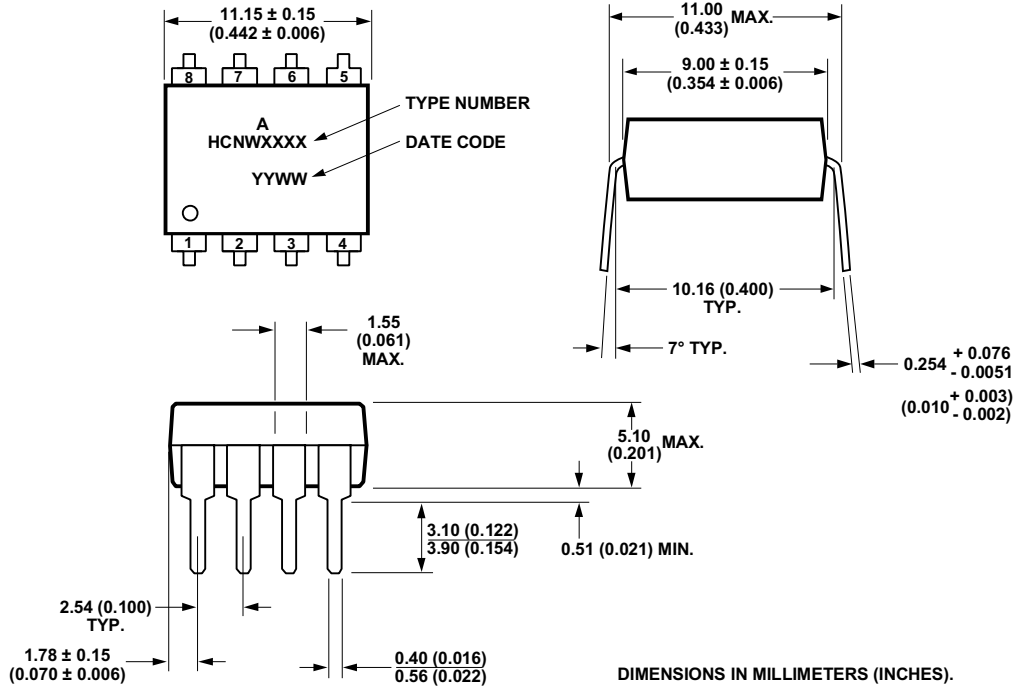 11.15 ± 0.15
(0.442 ± 0.006)
8 7 6 5
A
HCNWXXXX
YYWW
TYPE NUMBER
DATE CODE
1 2 3 4
11.00
(0.433)
MAX.
9.00 ± 0.15
(0.354 ± 0.006)
10.16 (0.400)
TYP.
7° TYP.
0.254 + 0.076
- 0.0051
(0.010 + 0.003)
- 0.002)
1.55
(0.061)
MAX.
5.10
(0.201)
MAX.
3.10 (0.122)
3.90 (0.154)
0.51 (0.021) MIN.
2.54 (0.100)
TYP.
1.78 ± 0.15
(0.070 ± 0.006)
0.40 (0.016)
0.56 (0.022)
DIMENSIONS IN MILLIMETERS (INCHES).